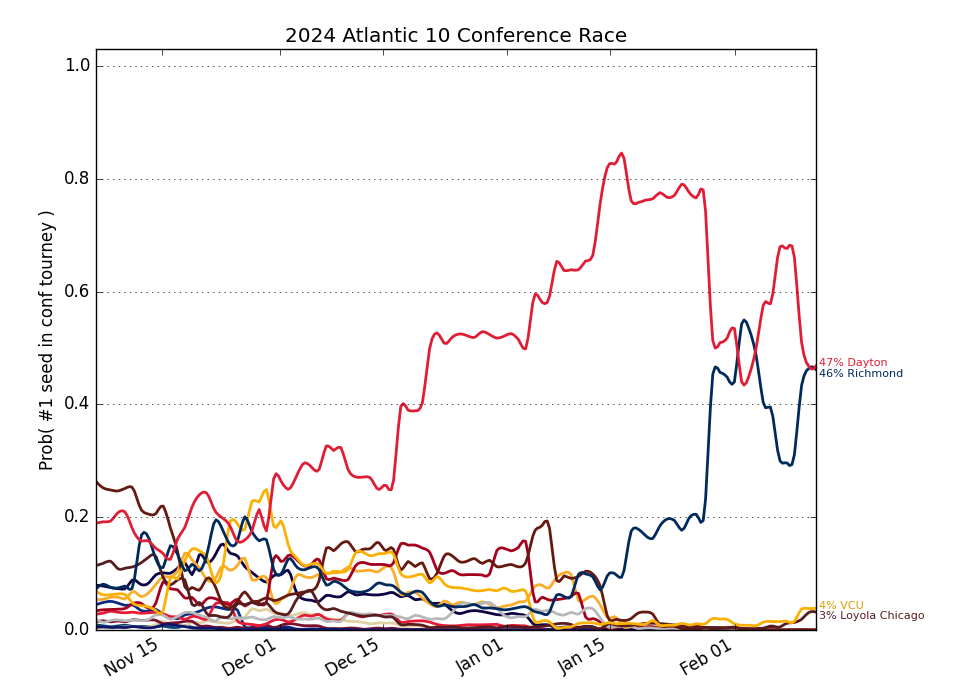 2024 Atlantic 10 Conference Race
Prob( #1 seed in conf tourney )
1.0
0.8
0.6
0.4
0.2
0.0
47% Dayton
46% Richmond
4% VCU
3% Loyola Chicago
Nov 15
Dec 01
Dec 15
Jan 01
Jan 15
Feb 01